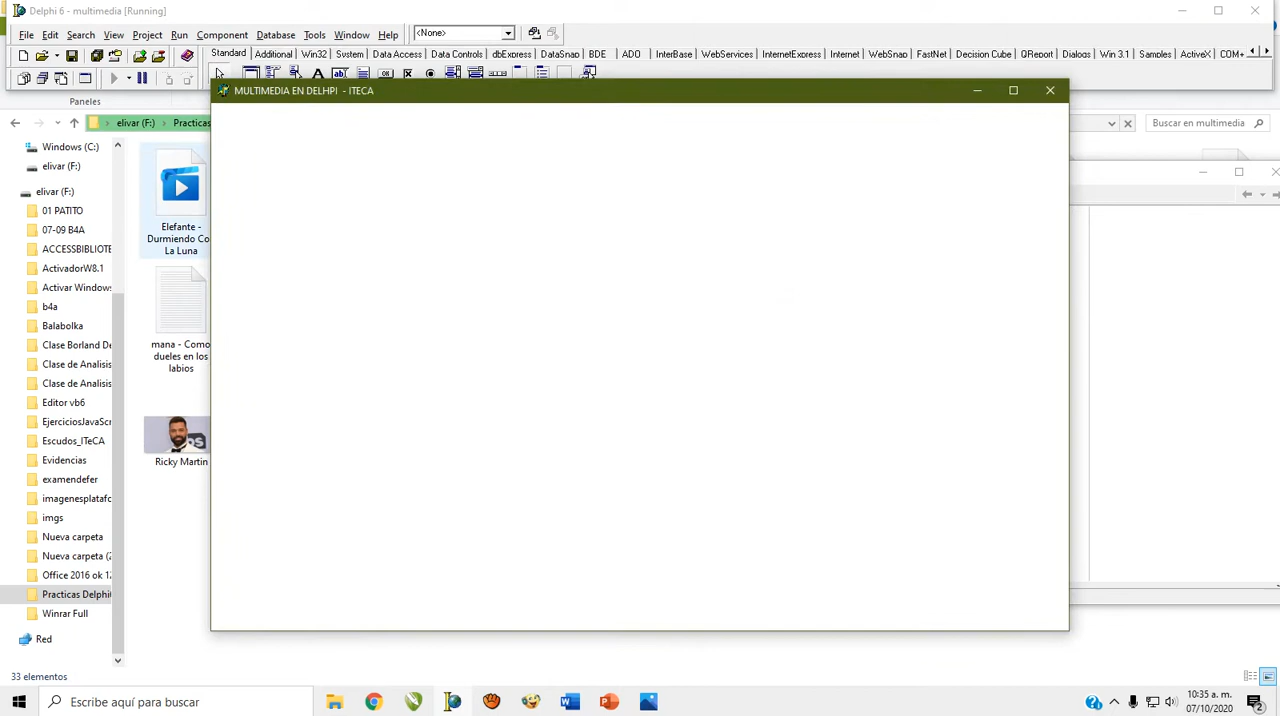 Delphi 6 - multimedia [Running]
File Edit Search View Project Run Component Database Tools Window Help <None>
Standard Additional Win32 System Data Access Data Controls dbExpress DataSnap BDE ADO InterBase WebServices InternetExpress Internet WebSnap FastNet Decision Cube QReport Dialogs Win 3.1 Samples ActiveX COM+
Paneles
MULTIMEDIA EN DELHPI - ITECA
elivar (F:) Practicas
Buscar en multimedia
Windows (C:)
elivar (F:)
elivar (F:)
01 PATITO
07-09 B4A
ACCESSBIBLIOTE
ActivadorW8.1
Activar Windows
b4a
Balabolka
Clase Borland De
Clase de Analisis
Clase de Analisis
Editor vb6
EjerciciosJavaScr
Escudos_ITeCA
Evidencias
examendefer
imagenesplatafo
imgs
Nueva carpeta
Nueva carpeta (2
Office 2016 ok 12
Practicas Delphi
Winrar Full
Red
Elefante -
Durmiendo Co
La Luna
mana - Como
dueles en los
labios
Ricky Martin
33 elementos
Escribe aquí para buscar
10:35 a. m.
07/10/2020
2